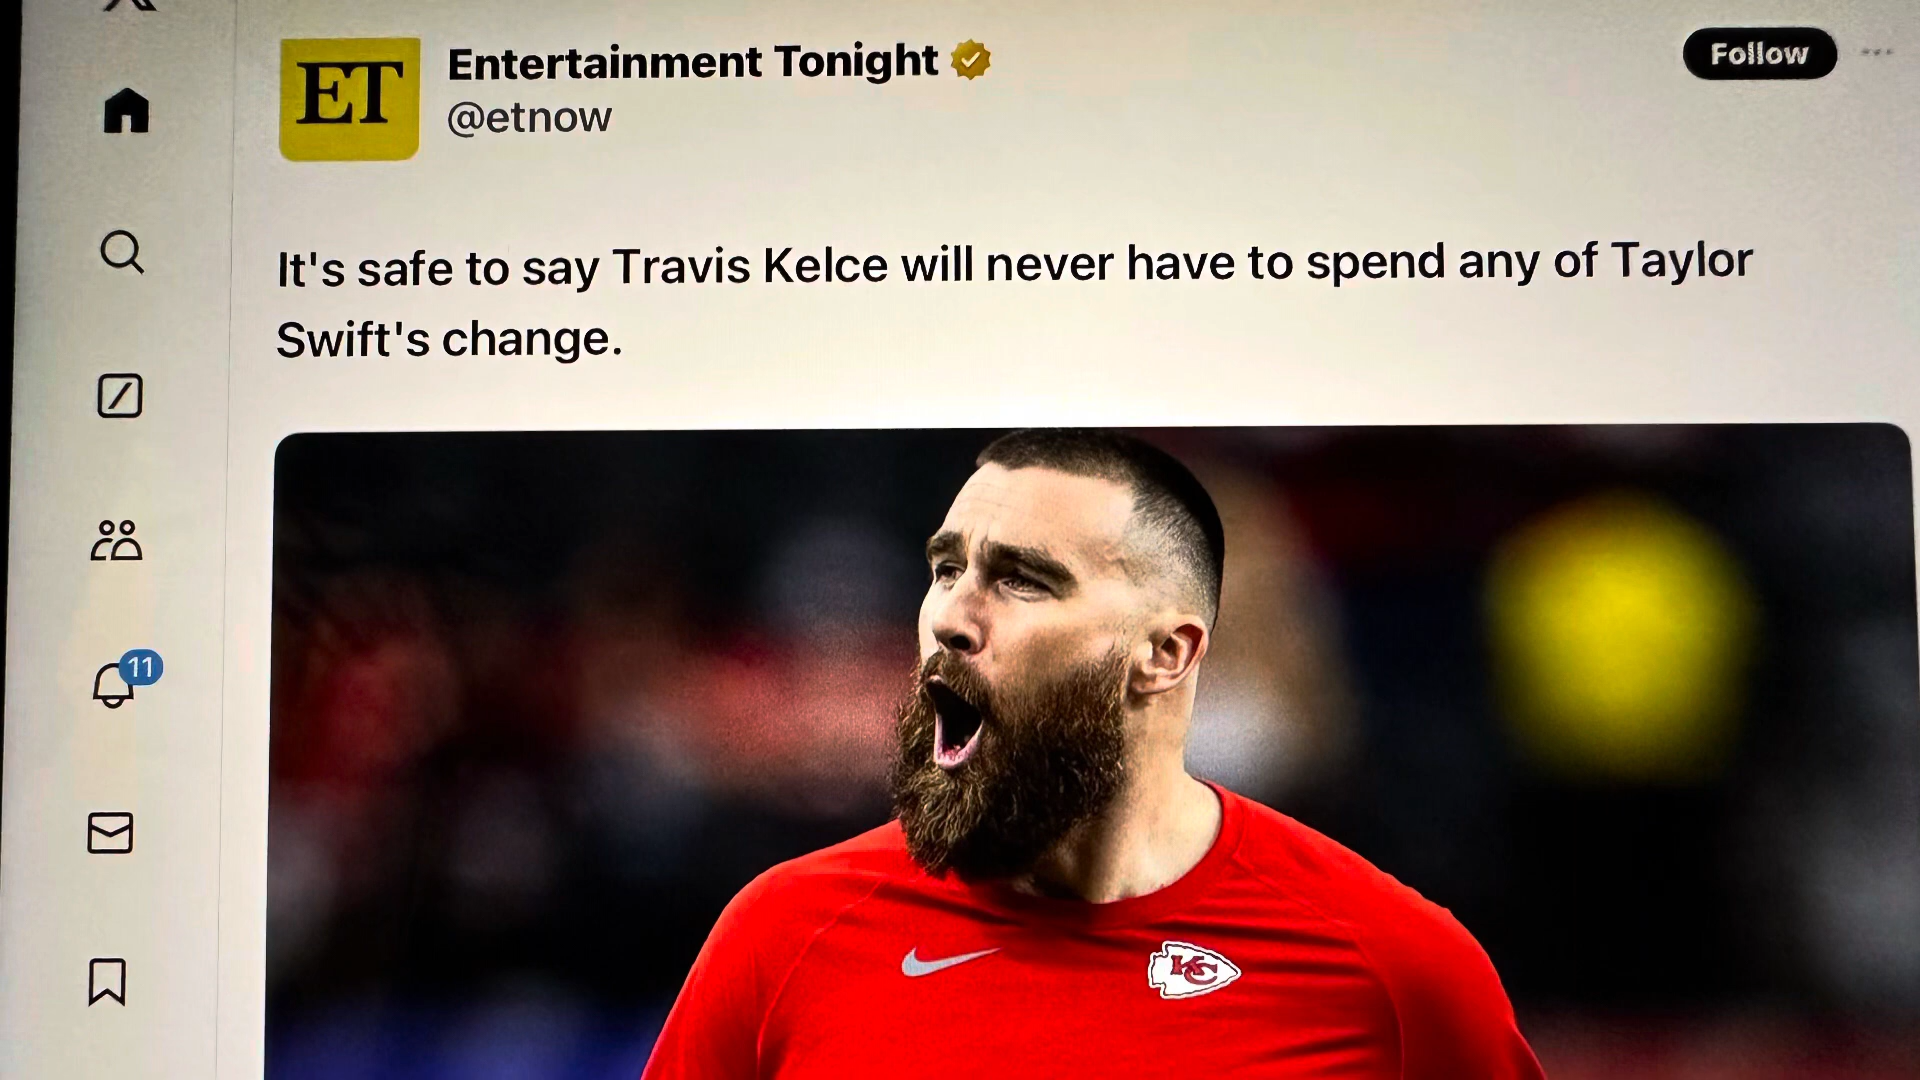 ET
Entertainment Tonight
@etnow
Follow
It's safe to say Travis Kelce will never have to spend any of Taylor
Swift's change.
11
KC